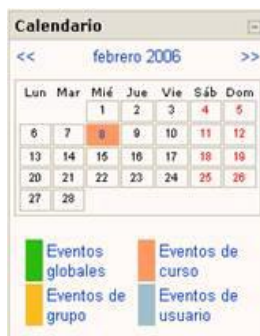 Calendario
<< febrero 2006 >>
Lun Mar Mié Jue Vie Sáb Dom
1 2 3 4 5
6 7 8 9 10 11 12
13 14 15 16 17 18 19
20 21 22 23 24 25 26
27 28
Eventos globales Eventos de curso
Eventos de grupo Eventos de usuario